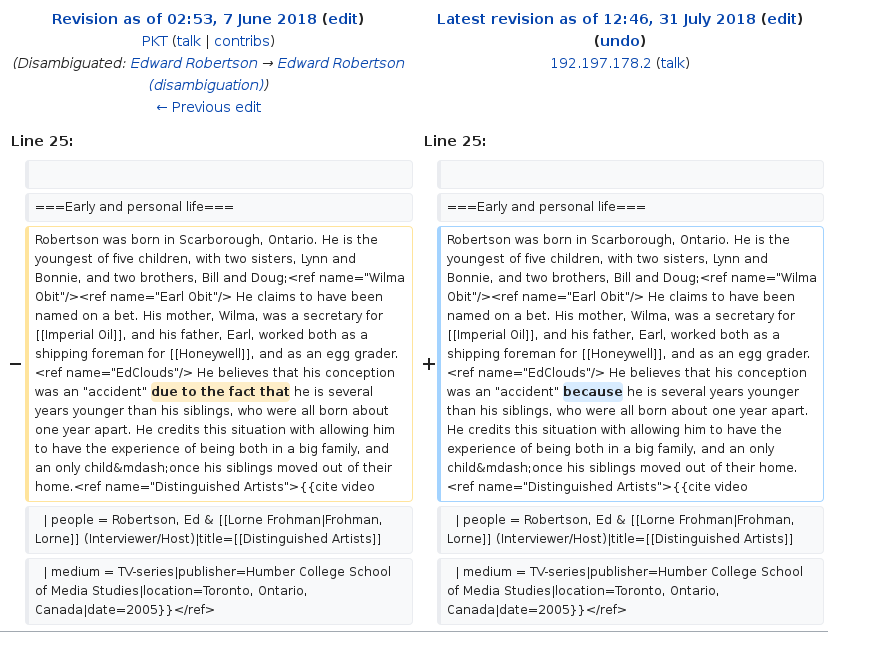 Revision as of 02:53, 7 June 2018 (edit)
PKT (talk | contribs)
(Disambiguated: Edward Robertson → Edward Robertson
(disambiguation))
← Previous edit
Latest revision as of 12:46, 31 July 2018 (edit)
(undo)
192.197.178.2 (talk)
Line 25:
===Early and personal life===
− Robertson was born in Scarborough, Ontario. He is the
youngest of five children, with two sisters, Lynn and
Bonnie, and two brothers, Bill and Doug;<ref name="Wilma
Obit"/><ref name="Earl Obit"/> He claims to have been
named on a bet. His mother, Wilma, was a secretary for
[[Imperial Oil]], and his father, Earl, worked both as a
shipping foreman for [[Honeywell]], and as an egg grader.
<ref name="EdClouds"/> He believes that his conception
was an "accident" due to the fact that he is several
years younger than his siblings, who were all born about
one year apart. He credits this situation with allowing him
to have the experience of being both in a big family, and
an only child&mdash;once his siblings moved out of their
home.<ref name="Distinguished Artists">{{cite video
| people = Robertson, Ed & [[Lorne Frohman|Frohman,
Lorne]] (Interviewer/Host)|title=[[Distinguished Artists]]
| medium = TV-series|publisher=Humber College School
of Media Studies|location=Toronto, Ontario,
Canada|date=2005}}</ref>
Line 25:
===Early and personal life===
+ Robertson was born in Scarborough, Ontario. He is the
youngest of five children, with two sisters, Lynn and
Bonnie, and two brothers, Bill and Doug;<ref name="Wilma
Obit"/><ref name="Earl Obit"/> He claims to have been
named on a bet. His mother, Wilma, was a secretary for
[[Imperial Oil]], and his father, Earl, worked both as a
shipping foreman for [[Honeywell]], and as an egg grader.
<ref name="EdClouds"/> He believes that his conception
was an "accident" because he is several years younger
than his siblings, who were all born about one year apart.
He credits this situation with allowing him to have the
experience of being both in a big family, and an only
child&mdash;once his siblings moved out of their home.
<ref name="Distinguished Artists">{{cite video
| people = Robertson, Ed & [[Lorne Frohman|Frohman,
Lorne]] (Interviewer/Host)|title=[[Distinguished Artists]]
| medium = TV-series|publisher=Humber College School
of Media Studies|location=Toronto, Ontario,
Canada|date=2005}}</ref>